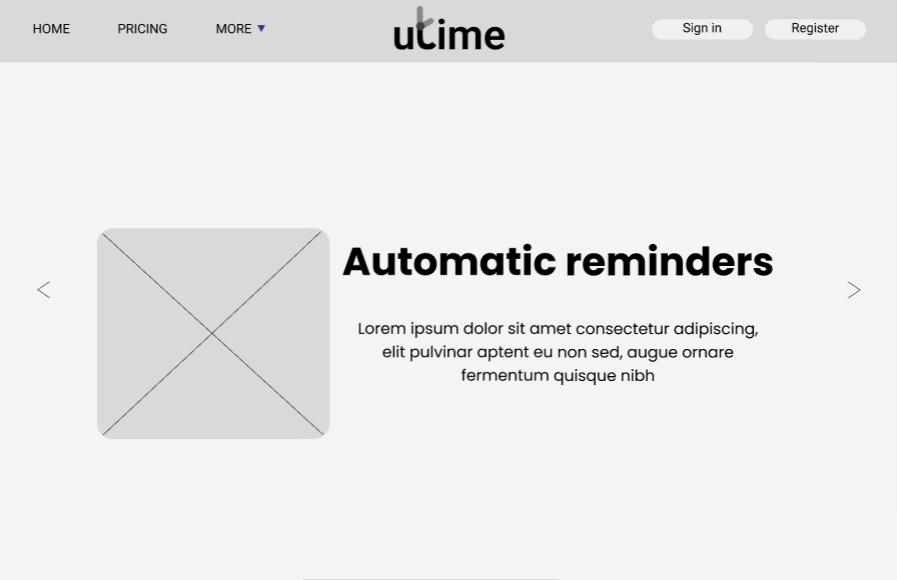 HOME
PRICING
MORE
utime
Sign in
Register
Automatic reminders
Lorem ipsum dolor sit amet consectetur adipiscing,
elit pulvinar aptent eu non sed, augue ornare
fermentum quisque nibh